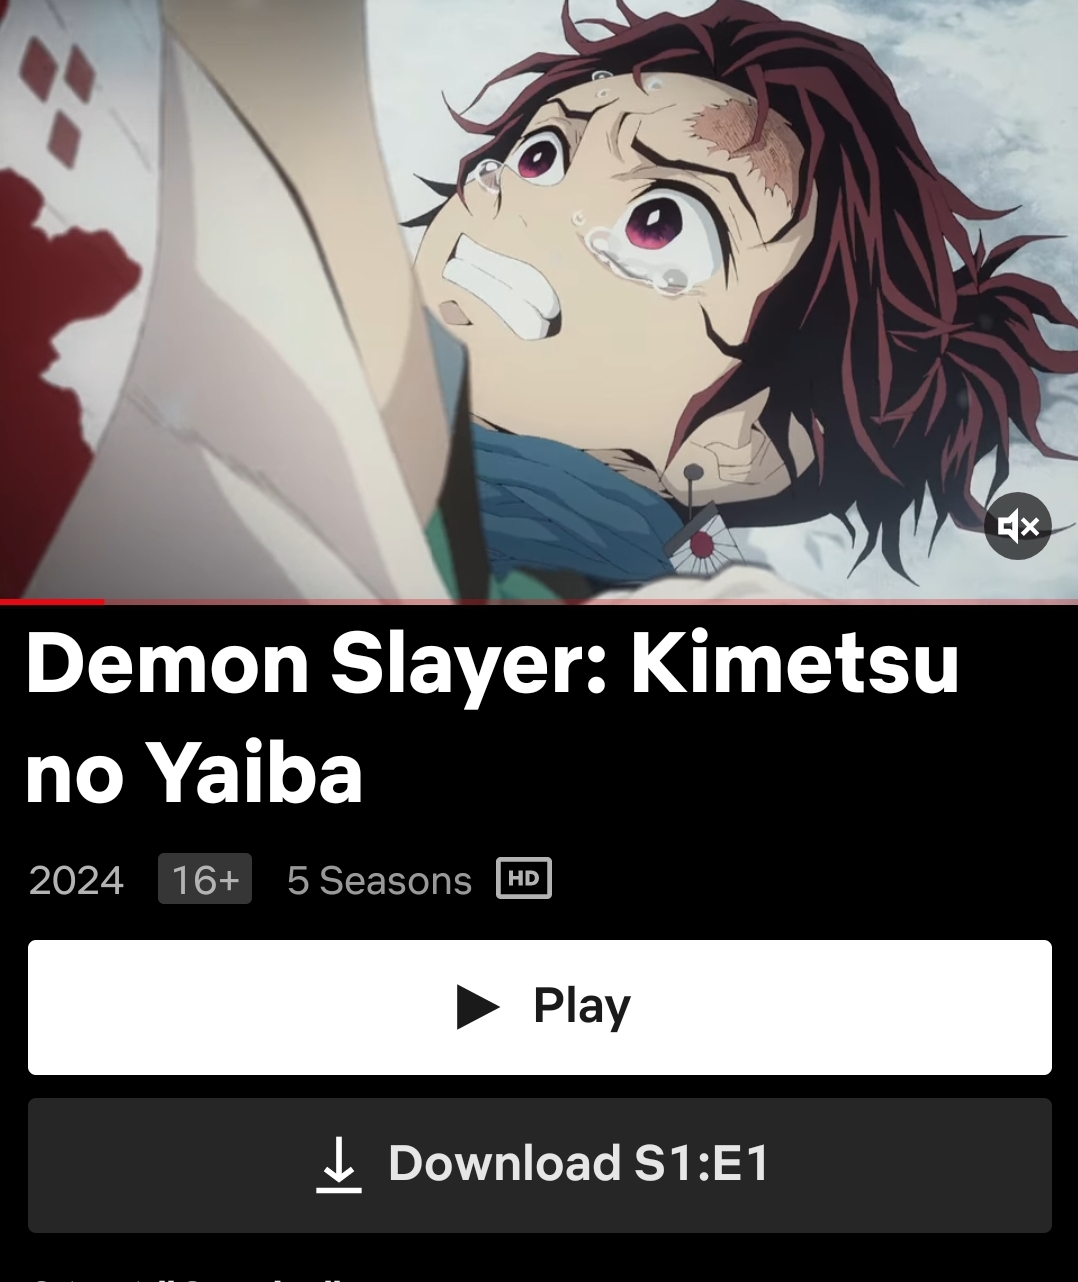 Demon Slayer: Kimetsu
no Yaiba
2024 16+ 5 Seasons HD
Play
Download S1:E1